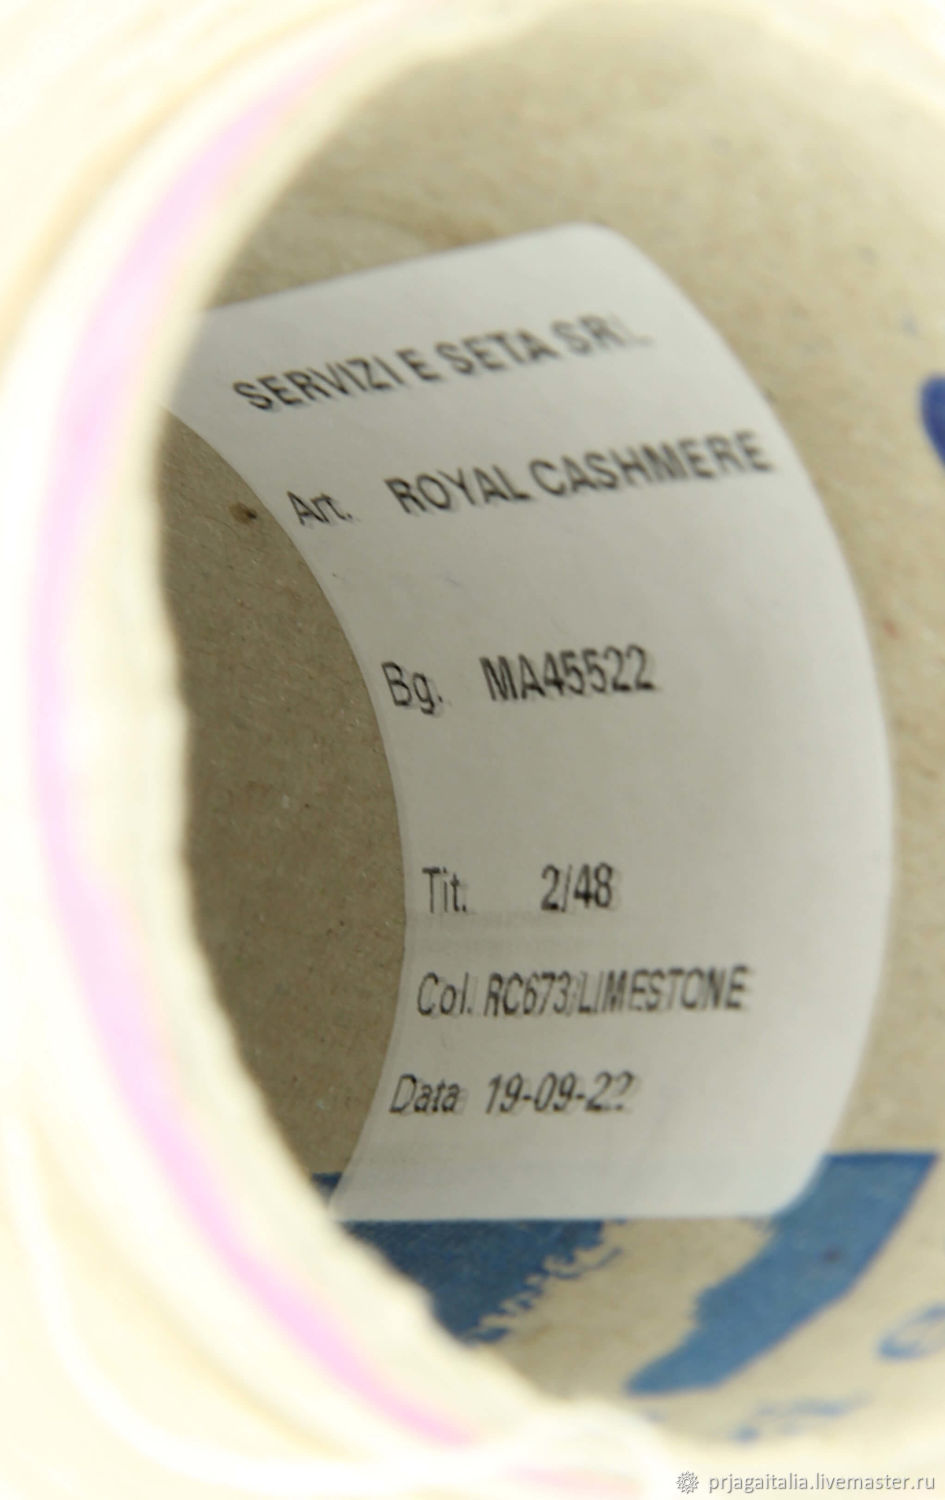 SERVIZI E SETA SRL
Art. ROYAL CASHMERE
Bg. MA45522
Tit. 2/48
Col. RC673/LIMESTONE
Data 19-09-22
prjagaitalia.livemaster.ru